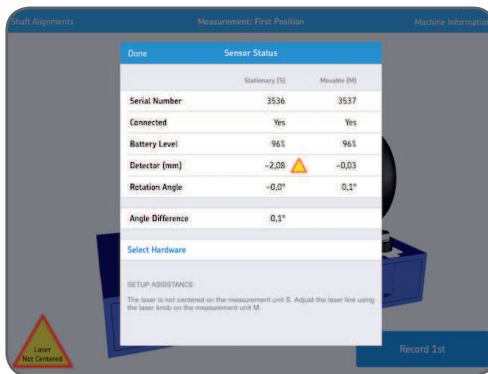 Shaft Alignments Measurement: First Position Machine Information
Done Sensor Status
Stationary (S) Movable (M)
Serial Number 3536 3537
Connected Yes Yes
Battery Level 96% 96%
Detector (mm) -2,08 -0,03
Rotation Angle -0,0° 0,1°
Angle Difference 0,1°
Select Hardware
SETUP ASSISTANCE
The laser is not centered on the measurement unit S. Adjust the laser line using
the laser knob on the measurement unit M.
Laser
Not Centered
Record 1st